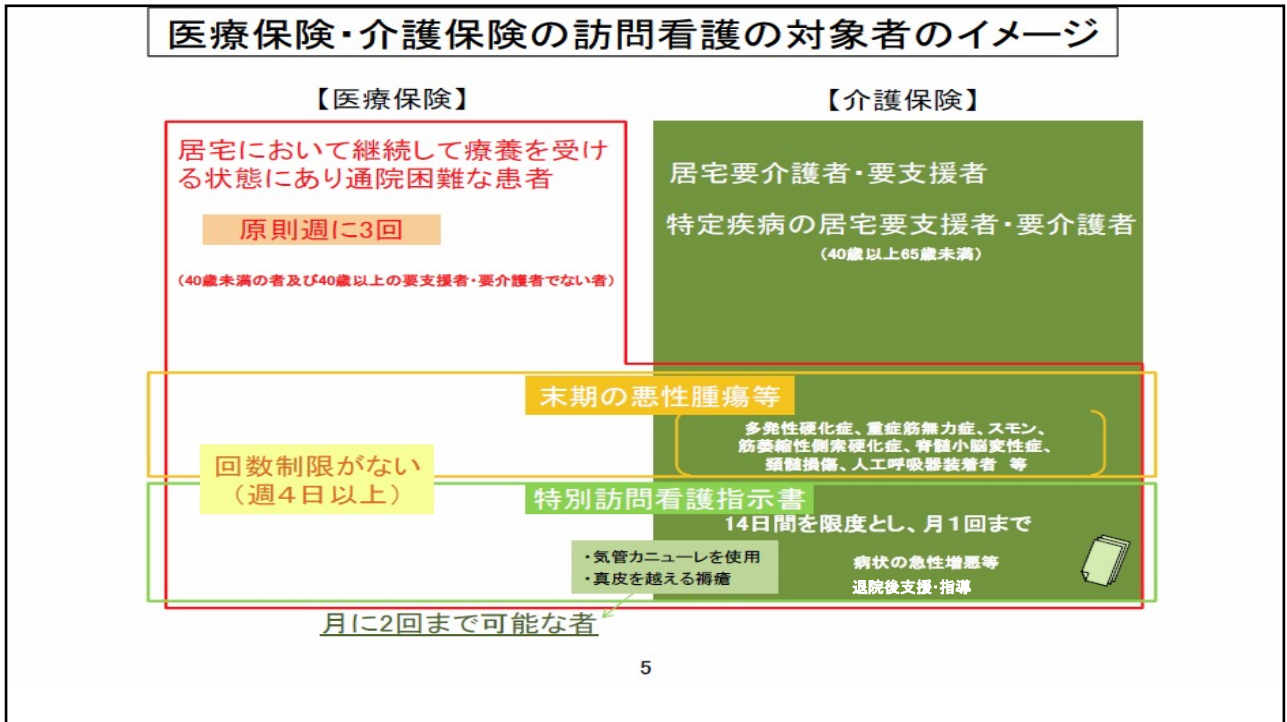 医療保険・介護保険の訪問看護の対象者のイメージ
【医療保険】
居宅において継続して療養を受け
る状態にあり通院困難な患者
原則週に3回
(40歳未満の者及び40歳以上の要支援者・要介護者でない者)
【介護保険】
居宅要介護者・要支援者
特定疾病の居宅要支援者・要介護者
(40歳以上65歳未満)
末期の悪性腫瘍等
多発性硬化症、重症筋無力症、スモン、
筋萎縮性側索硬化症、脊髄小脳変性症、
頚髄損傷、人工呼吸器装着者 等
回数制限がない
(週4日以上)
特別訪問看護指示書
14日間を限度とし、月1回まで
・気管カニューレを使用
・真皮を越える褥瘡
病状の急性増悪等
退院後支援・指導
月に2回まで可能な者
5